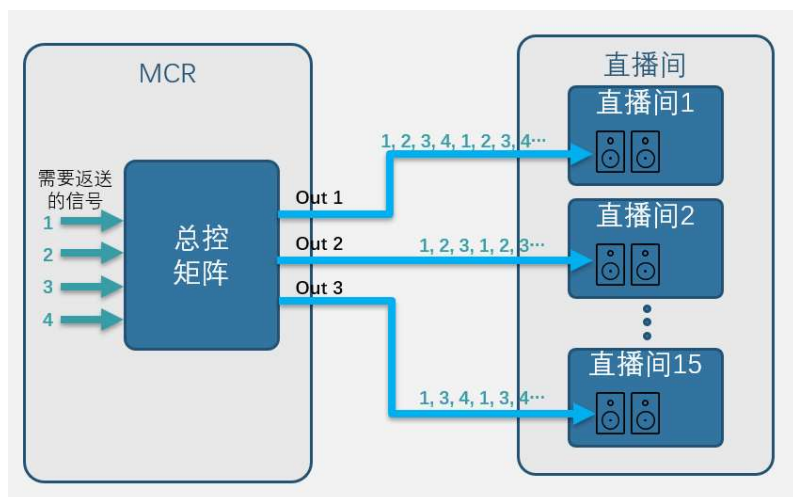 MCR
需要返送
的信号
1
2
3
4
总控
矩阵
Out 1
Out 2
Out 3
1, 2, 3, 4, 1, 2, 3, 4···
1, 2, 3, 1, 2, 3···
1, 3, 4, 1, 3, 4···
直播间
直播间1
直播间2
直播间15